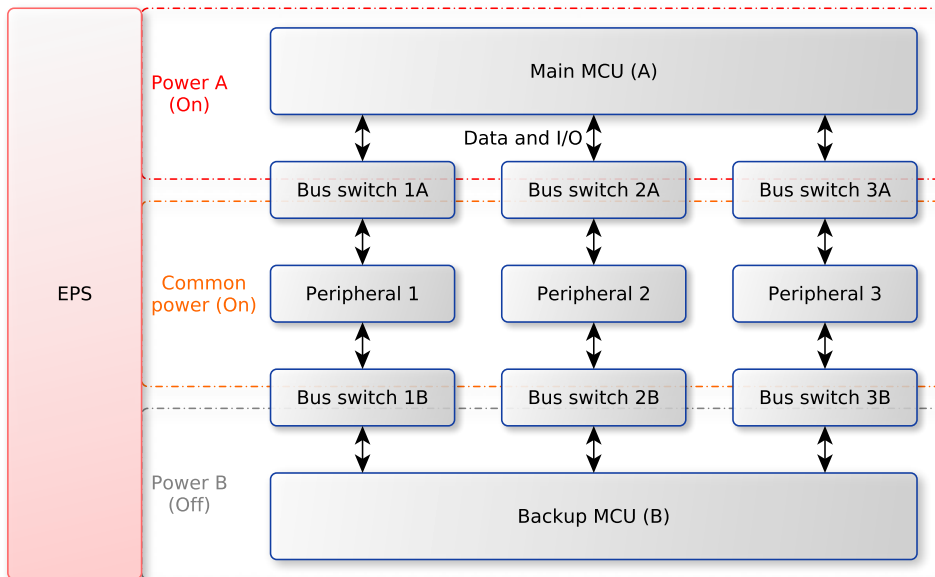 Main MCU (A)
Power A
(On)
Data and I/O
Bus switch 1A
Bus switch 2A
Bus switch 3A
EPS
Common
power (On)
Peripheral 1
Peripheral 2
Peripheral 3
Bus switch 1B
Bus switch 2B
Bus switch 3B
Power B
(Off)
Backup MCU (B)